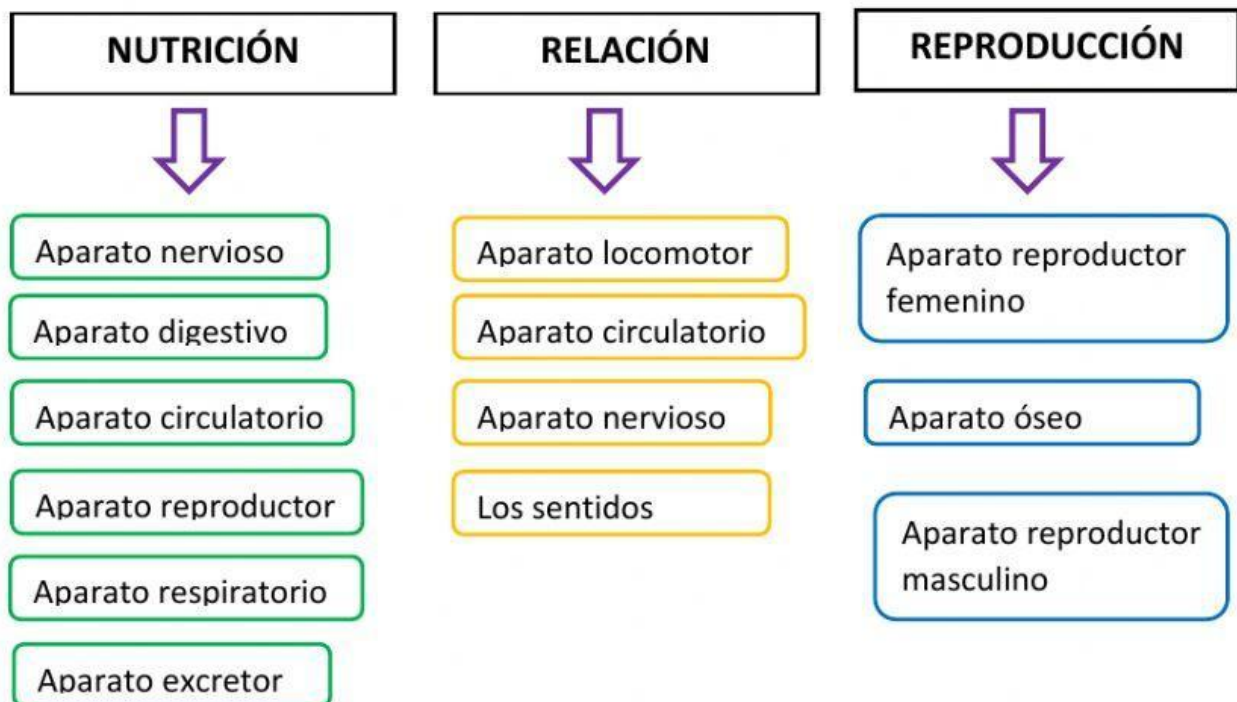 NUTRICIÓN
RELACIÓN
REPRODUCCIÓN
Aparato nervioso
Aparato digestivo
Aparato circulatorio
Aparato reproductor
Aparato respiratorio
Aparato excretor
Aparato locomotor
Aparato circulatorio
Aparato nervioso
Los sentidos
Aparato reproductor
femenino
Aparato óseo
Aparato reproductor
masculino